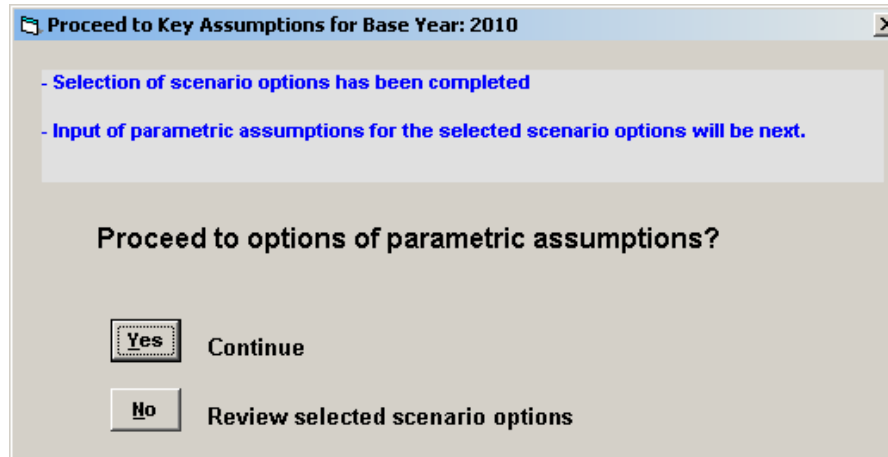 Proceed to Key Assumptions for Base Year: 2010
- Selection of scenario options has been completed
- Input of parametric assumptions for the selected scenario options will be next.
Proceed to options of parametric assumptions?
Yes Continue
No Review selected scenario options